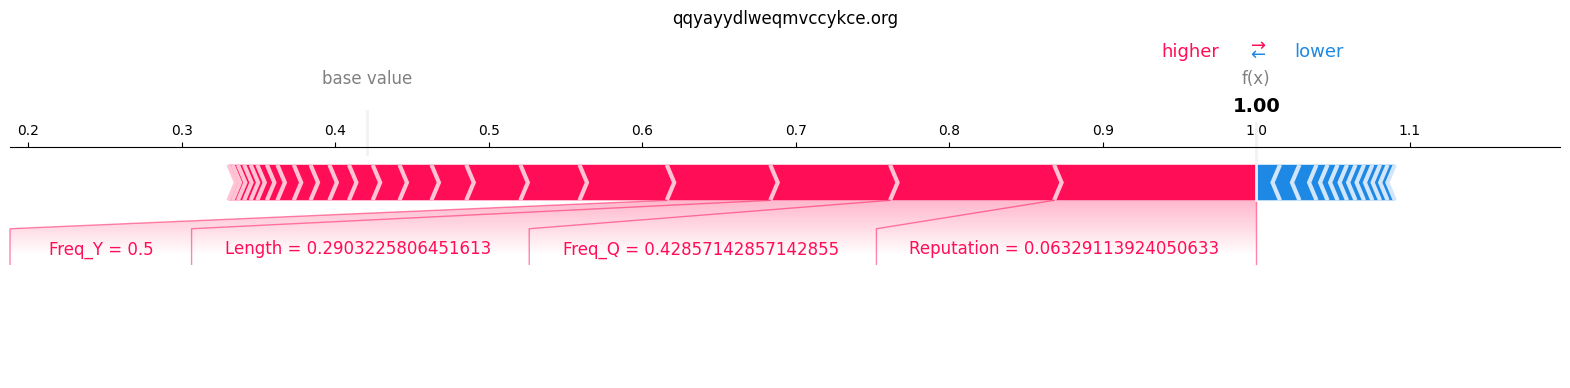 qqyayydlweqmvccykce.org
higher ⇄ lower
base value f(x)
1.00
0.2 0.3 0.4 0.5 0.6 0.7 0.8 0.9 1.0 1.1
Freq_Y = 0.5 Length = 0.2903225806451613 Freq_Q = 0.42857142857142855 Reputation = 0.06329113924050633